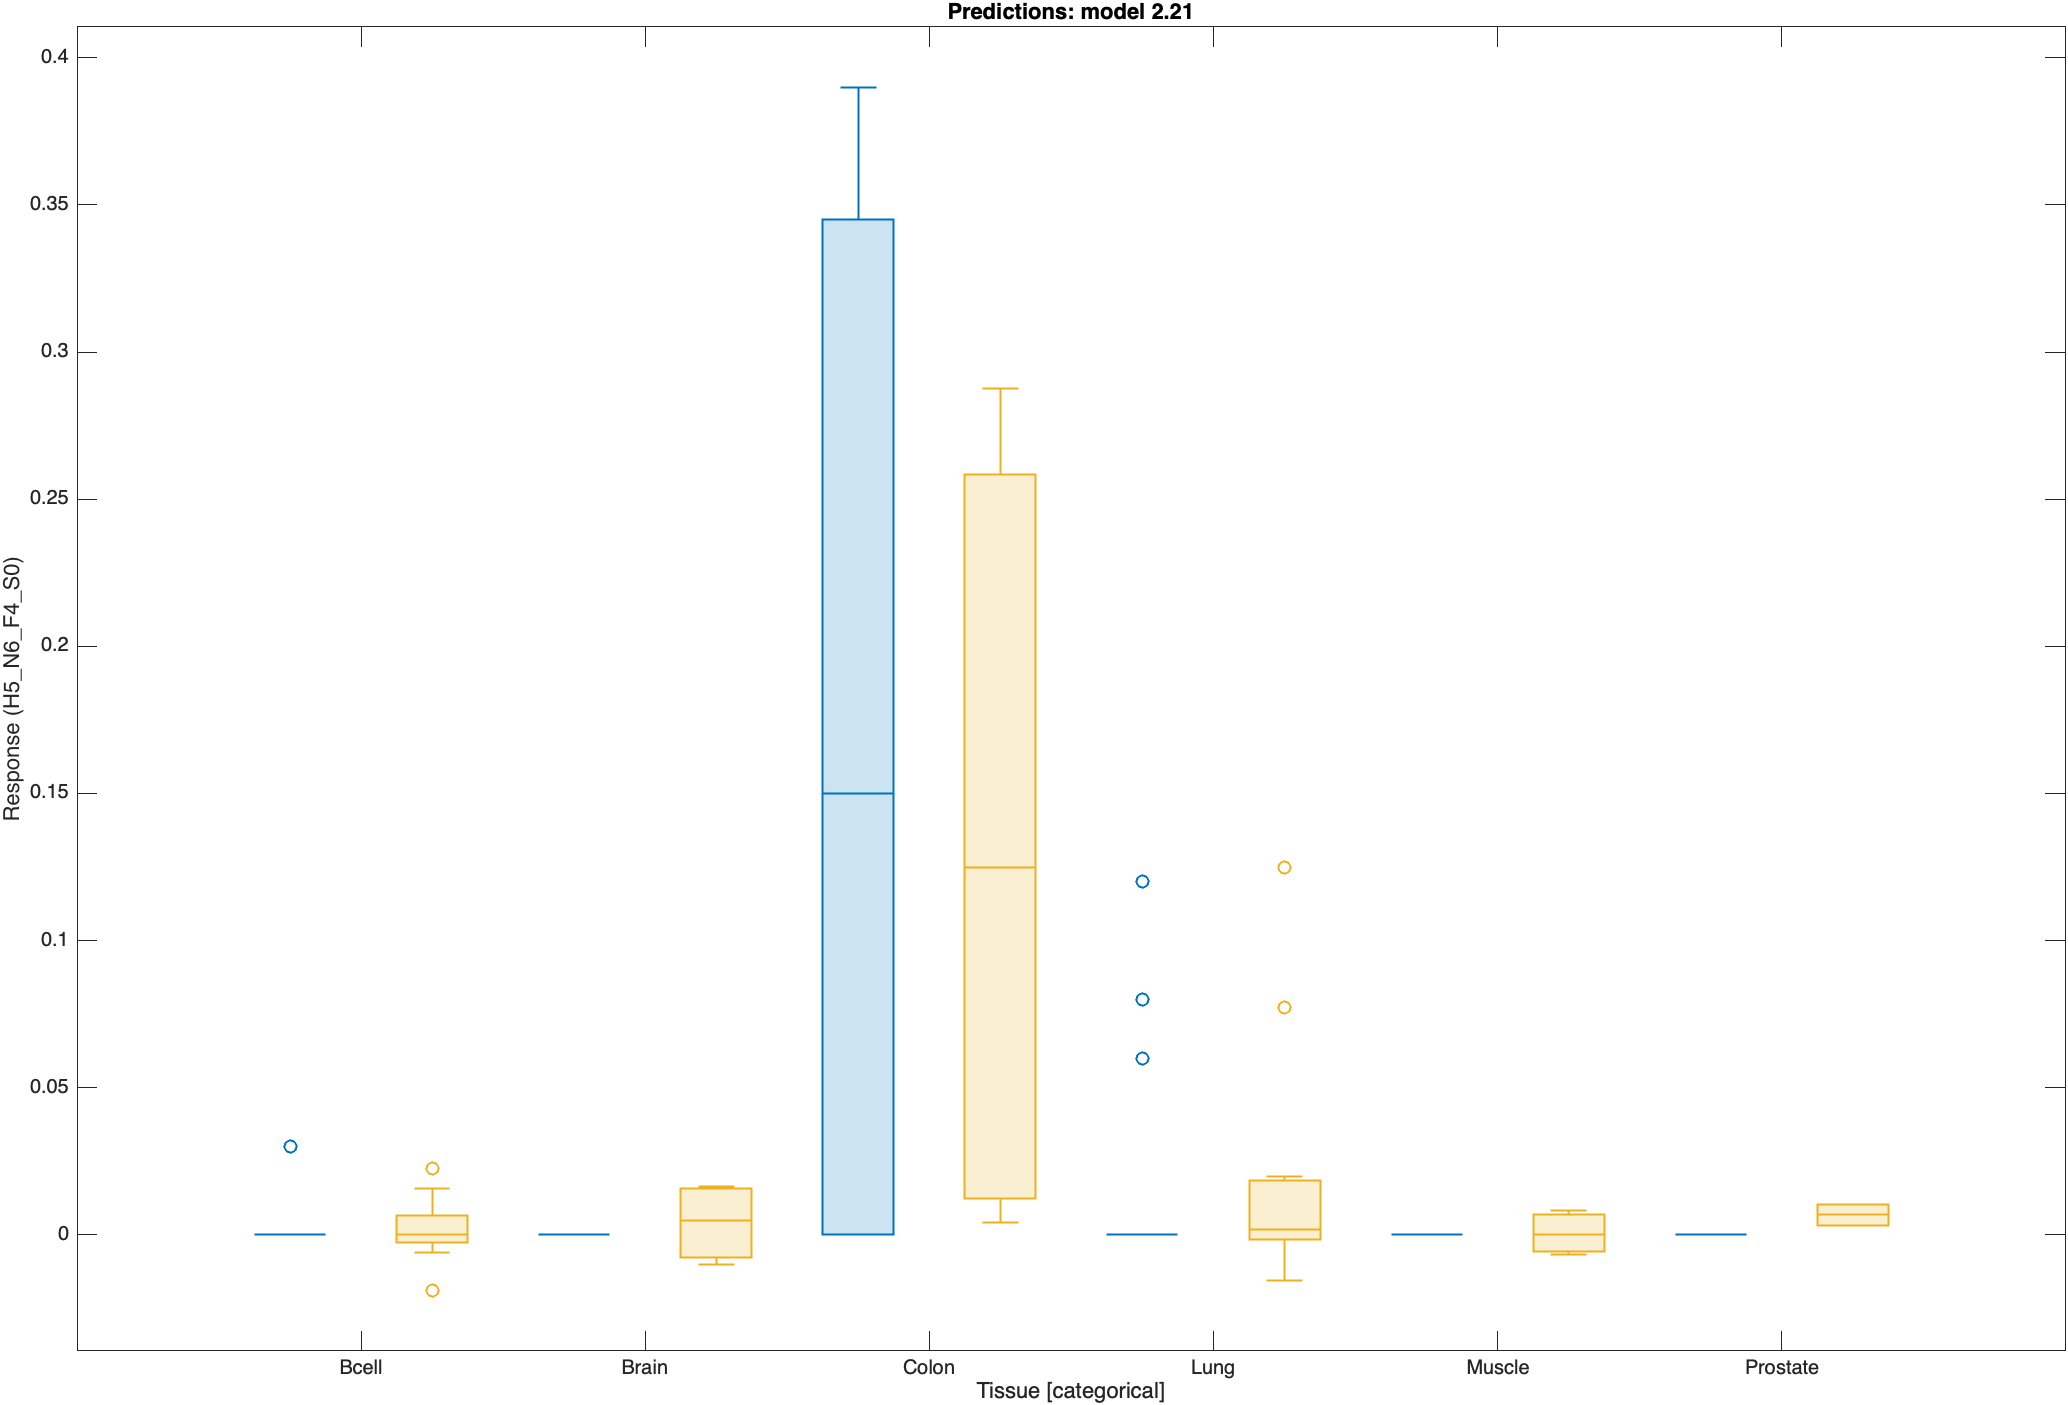 Predictions: model 2.21
0.4
0.35
0.3
0.25
0.2
0.15
0.1
0.05
0
Response (H5_N6_F4_S0)
Bcell Brain Colon Lung Muscle Prostate
Tissue [categorical]